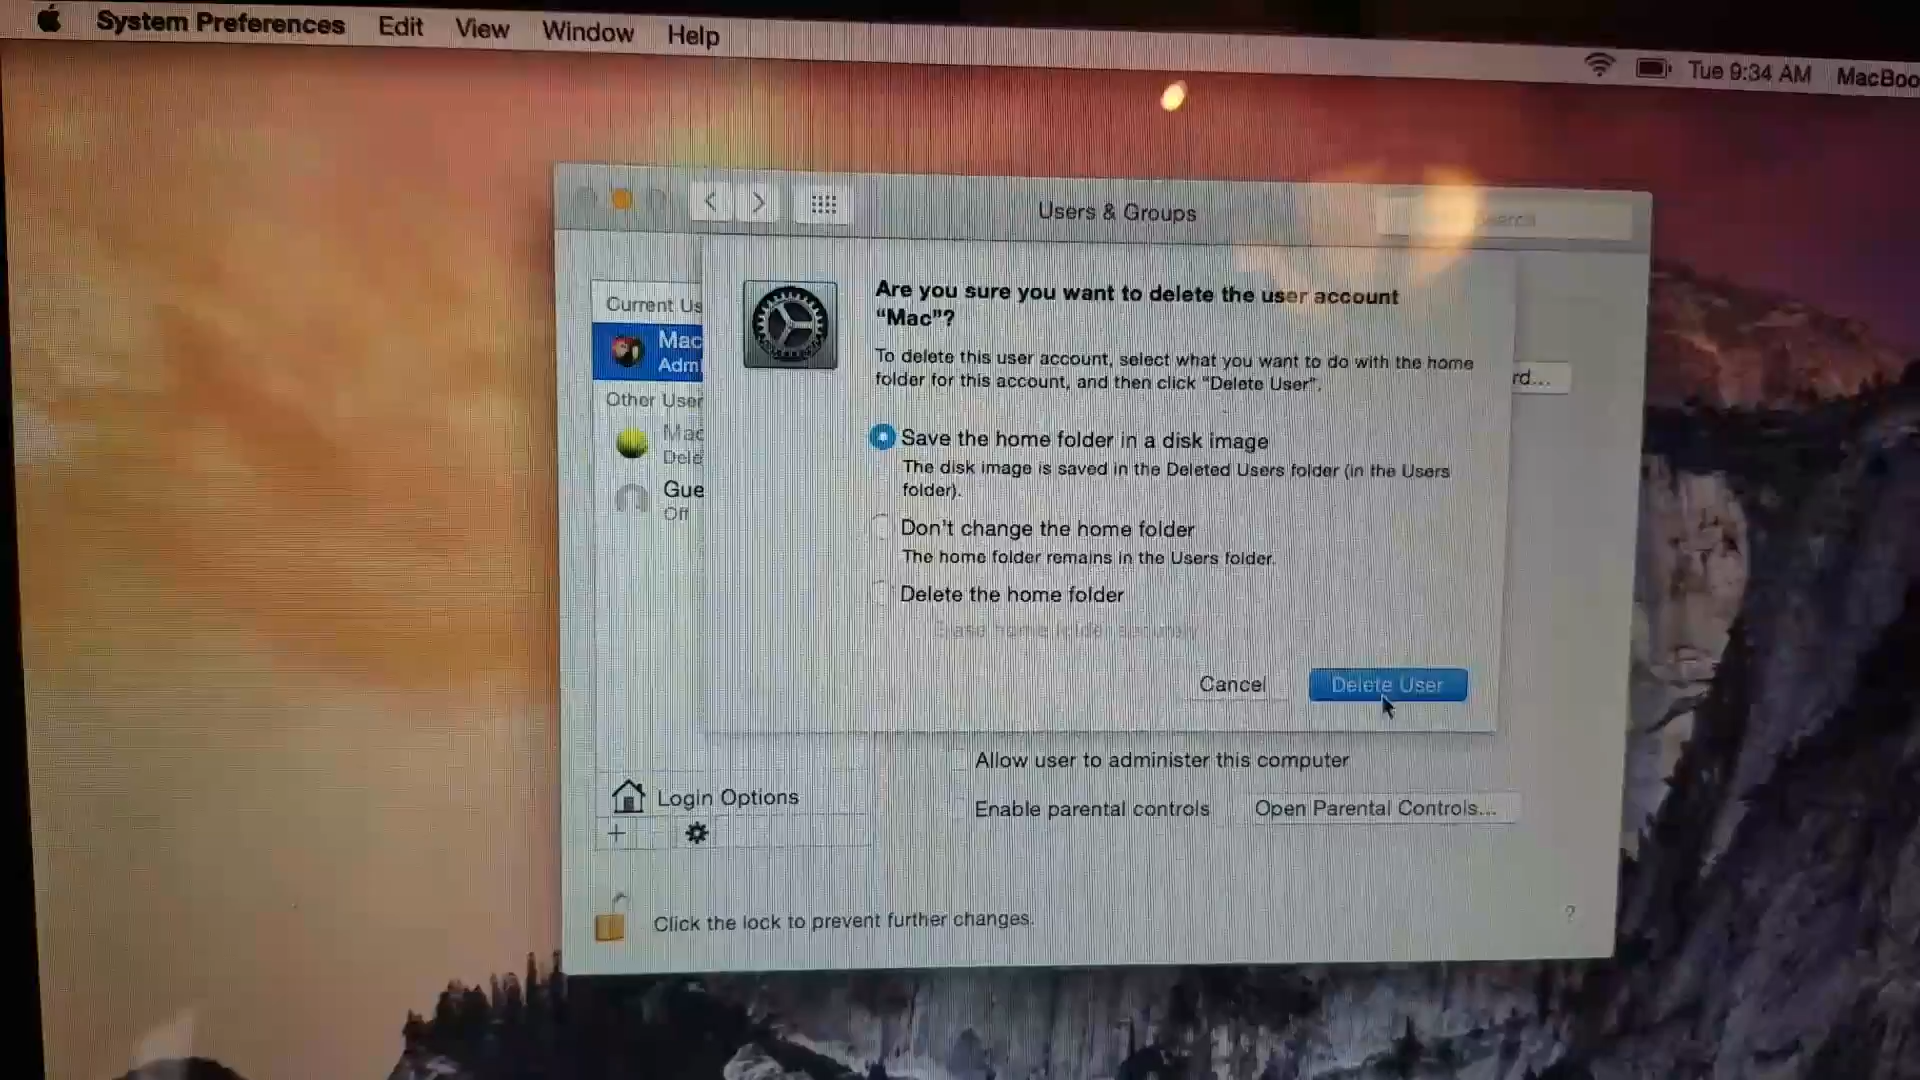 System Preferences Edit View Window Help
Tue 9:34 AM MacBoo
Users & Groups
Current Us
Mac
Admi
Other User
Mac
Dele
Gue
Off
Are you sure you want to delete the user account
“Mac”?
To delete this user account, select what you want to do with the home
folder for this account, and then click “Delete User”.
rd...
Save the home folder in a disk image
The disk image is saved in the Deleted Users folder (in the Users
folder).
Don't change the home folder
The home folder remains in the Users folder.
Delete the home folder
Erase home folder securely
Cancel Delete User
Allow user to administer this computer
Enable parental controls Open Parental Controls...
Login Options
Click the lock to prevent further changes.
?